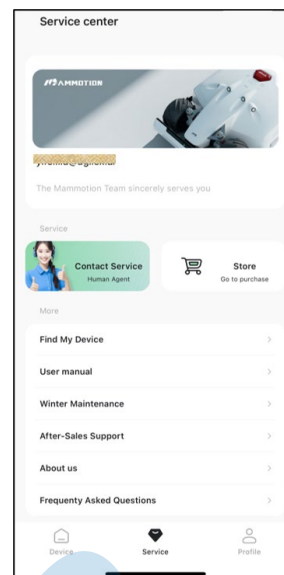 Service center
MAMMOTION
The Mammotion Team sincerely serves you
Service
Contact Service
Human Agent
Store
Go to purchase
More
Find My Device
User manual
Winter Maintenance
After-Sales Support
About us
Frequenty Asked Questions
Device
Service
Profile